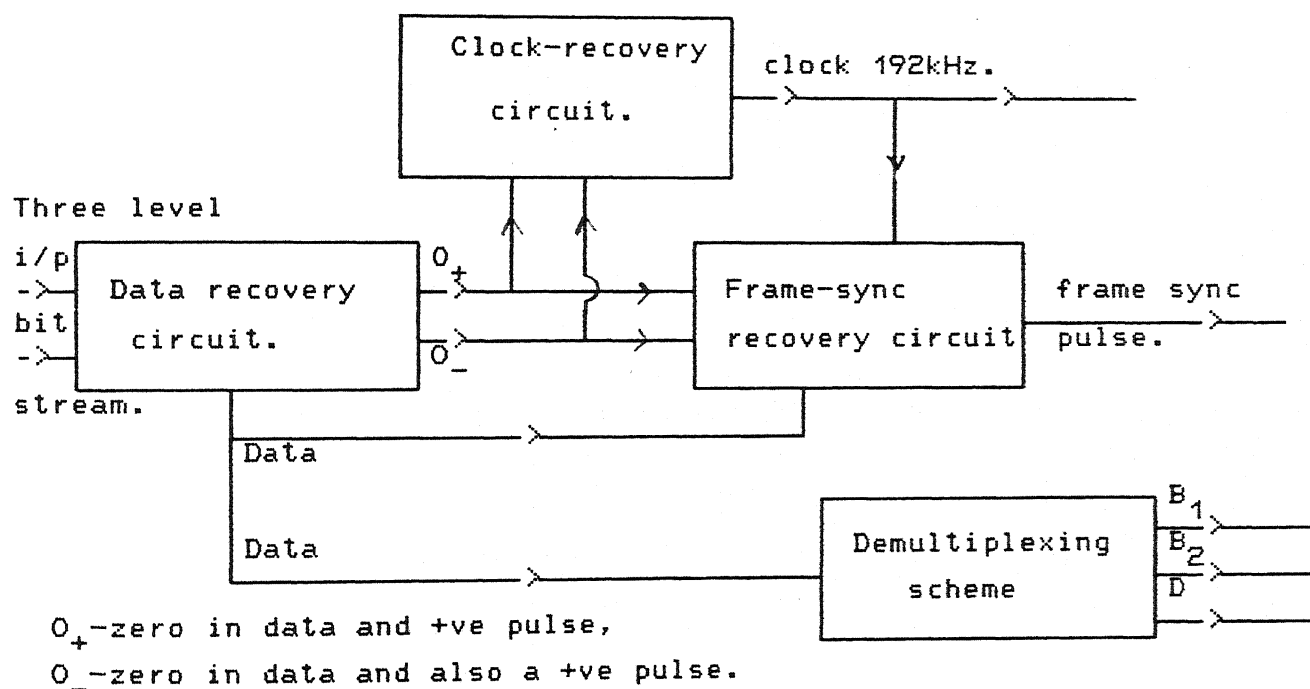 Clock-recovery
circuit.
clock 192kHz.
Three level
i/p
bit
stream.
Data recovery
circuit.
O+
O_
Frame-sync
recovery circuit
frame sync
pulse.
Data
Data
Demultiplexing
scheme
B1
B2
D
O+-zero in data and +ve pulse,
O_-zero in data and also a +ve pulse.